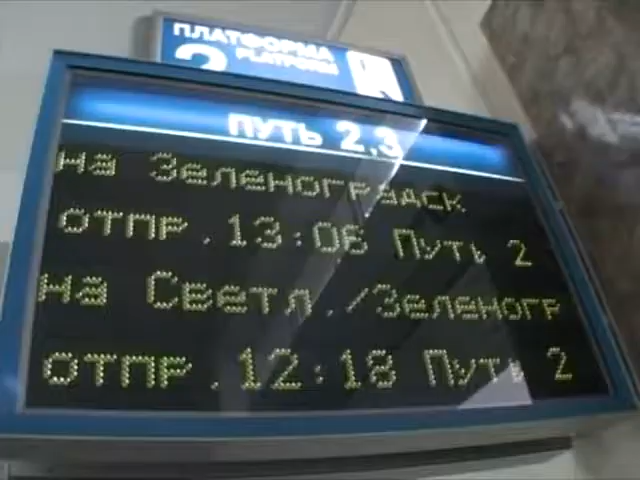 ПЛАТФОРМА
2 PLATFORM
ПУТЬ 2,3
на Зеленоградск
отпр.13:06 Путь 2
на Светл./Зеленогр
отпр.12:18 Путь 2